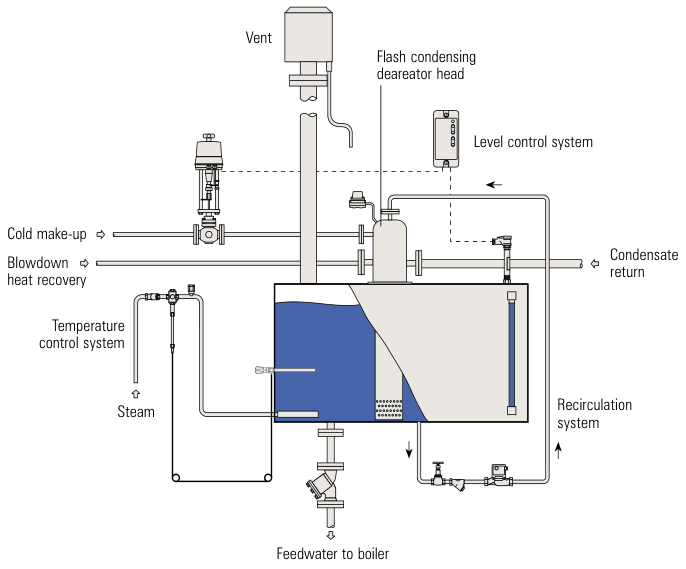 Vent
Flash condensing
deareator head
Level control system
Cold make-up
Blowdown
heat recovery
Condensate
return
Temperature
control system
Steam
Recirculation
system
Feedwater to boiler